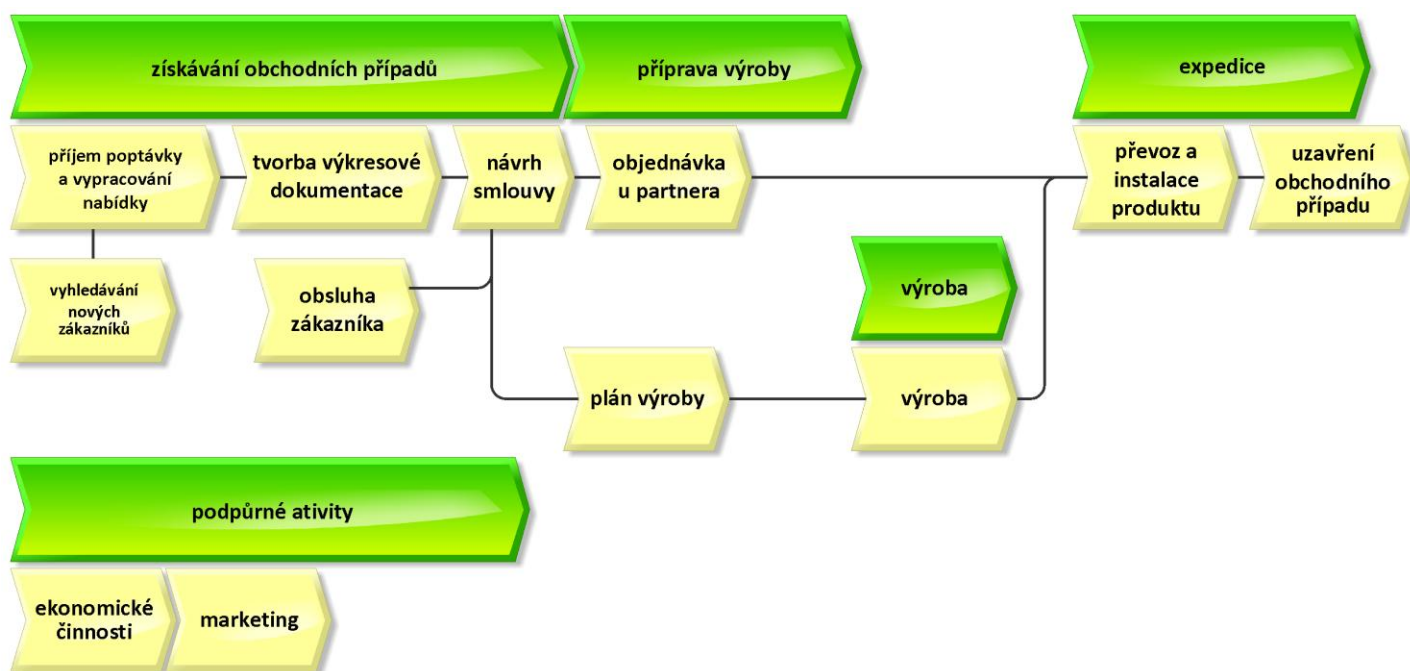 získávání obchodních případů
příprava výroby
expedice
příjem poptávky
a vypracování
nabídky
tvorba výkresové
dokumentace
návrh
smlouvy
objednávka
u partnera
převoz a
instalace
produktu
uzavření
obchodního
případu
vyhledávání
nových
zákazníků
obsluha
zákazníka
výroba
plán výroby
výroba
podpůrné ativity
ekonomické
činnosti
marketing